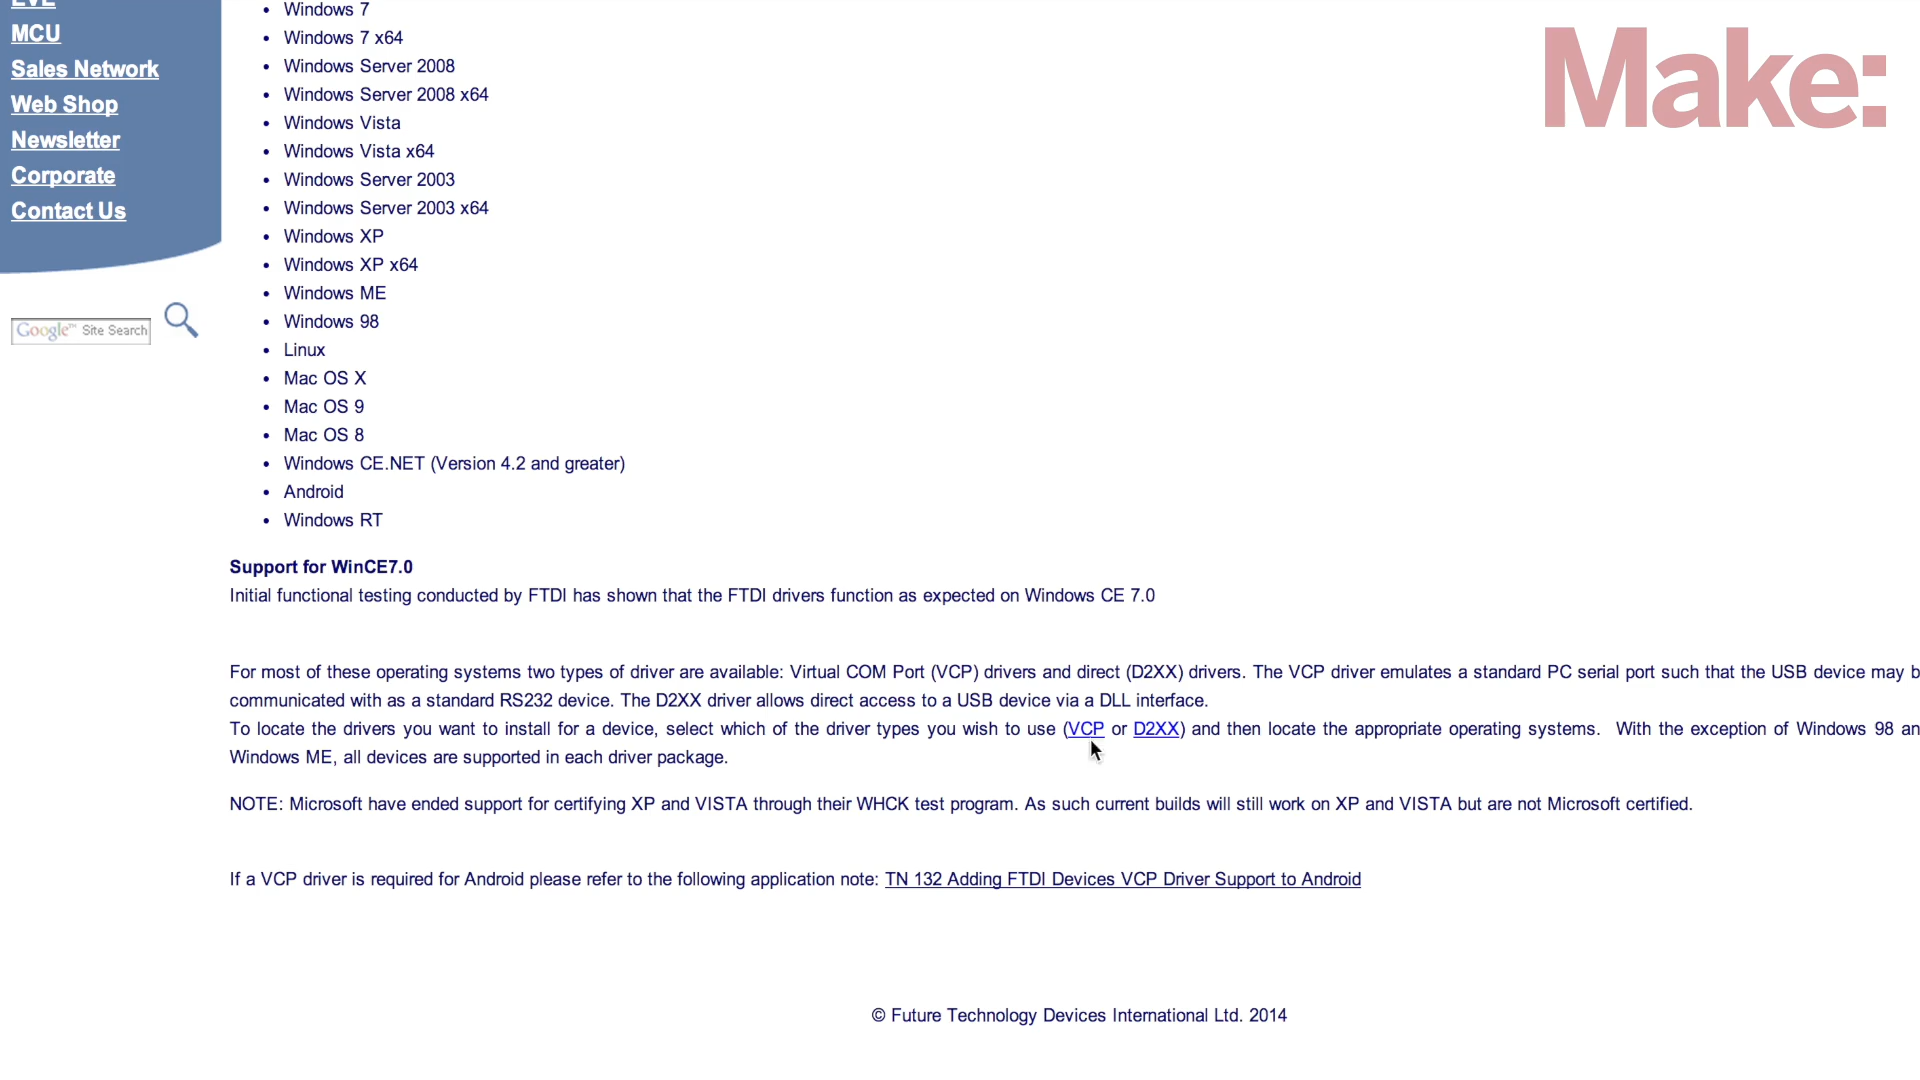 EVE
MCU
Sales Network
Web Shop
Newsletter
Corporate
Contact Us
Google™ Site Search
Make:
• Windows 7
• Windows 7 x64
• Windows Server 2008
• Windows Server 2008 x64
• Windows Vista
• Windows Vista x64
• Windows Server 2003
• Windows Server 2003 x64
• Windows XP
• Windows XP x64
• Windows ME
• Windows 98
• Linux
• Mac OS X
• Mac OS 9
• Mac OS 8
• Windows CE.NET (Version 4.2 and greater)
• Android
• Windows RT
Support for WinCE7.0
Initial functional testing conducted by FTDI has shown that the FTDI drivers function as expected on Windows CE 7.0
For most of these operating systems two types of driver are available: Virtual COM Port (VCP) drivers and direct (D2XX) drivers. The VCP driver emulates a standard PC serial port such that the USB device may b
communicated with as a standard RS232 device. The D2XX driver allows direct access to a USB device via a DLL interface.
To locate the drivers you want to install for a device, select which of the driver types you wish to use (VCP or D2XX) and then locate the appropriate operating systems. With the exception of Windows 98 an
Windows ME, all devices are supported in each driver package.
NOTE: Microsoft have ended support for certifying XP and VISTA through their WHCK test program. As such current builds will still work on XP and VISTA but are not Microsoft certified.
If a VCP driver is required for Android please refer to the following application note: TN 132 Adding FTDI Devices VCP Driver Support to Android
© Future Technology Devices International Ltd. 2014